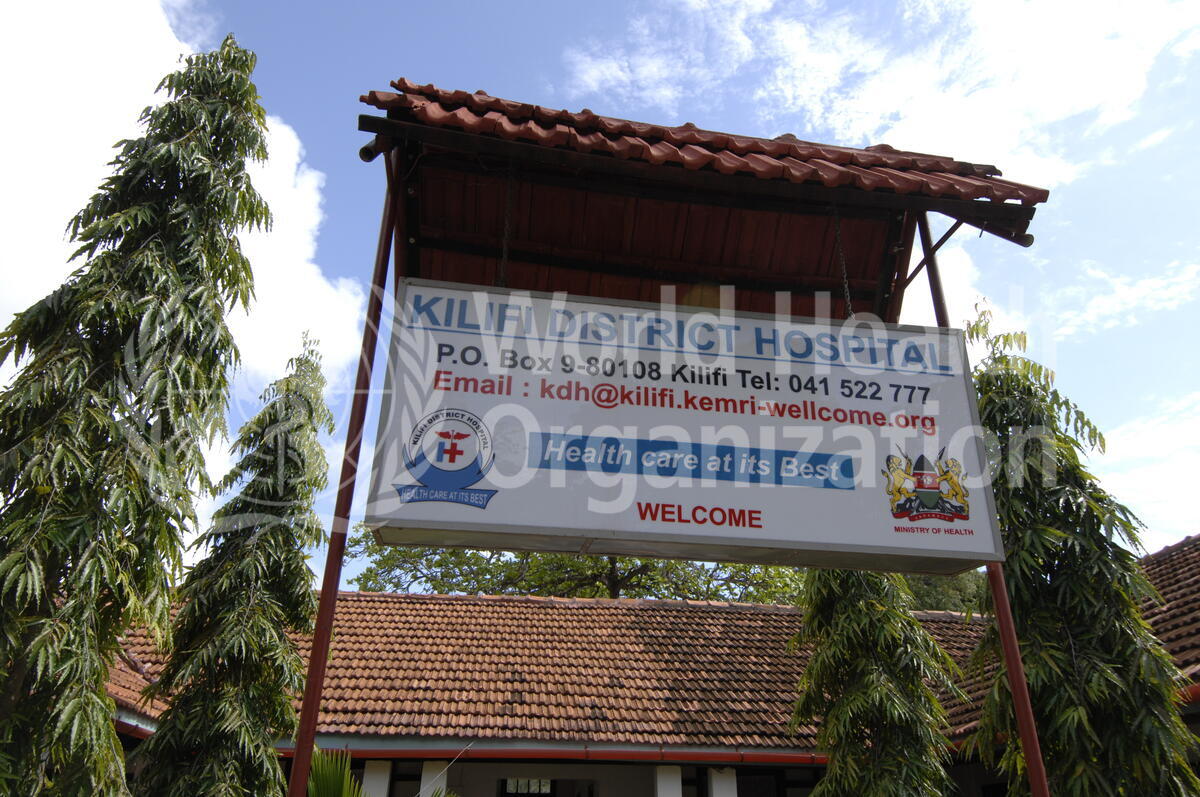 KILIFI DISTRICT HOSPITAL
P.O. Box 9-80108 Kilifi Tel: 041 522 777
Email : kdh@kilifi.kemri-wellcome.org
KILIFI DISTRICT HOSPITAL
H
HEALTH CARE AT ITS BEST
Health care at its Best
WELCOME
HARAMBEE
MINISTRY OF HEALTH
World Health
Organization